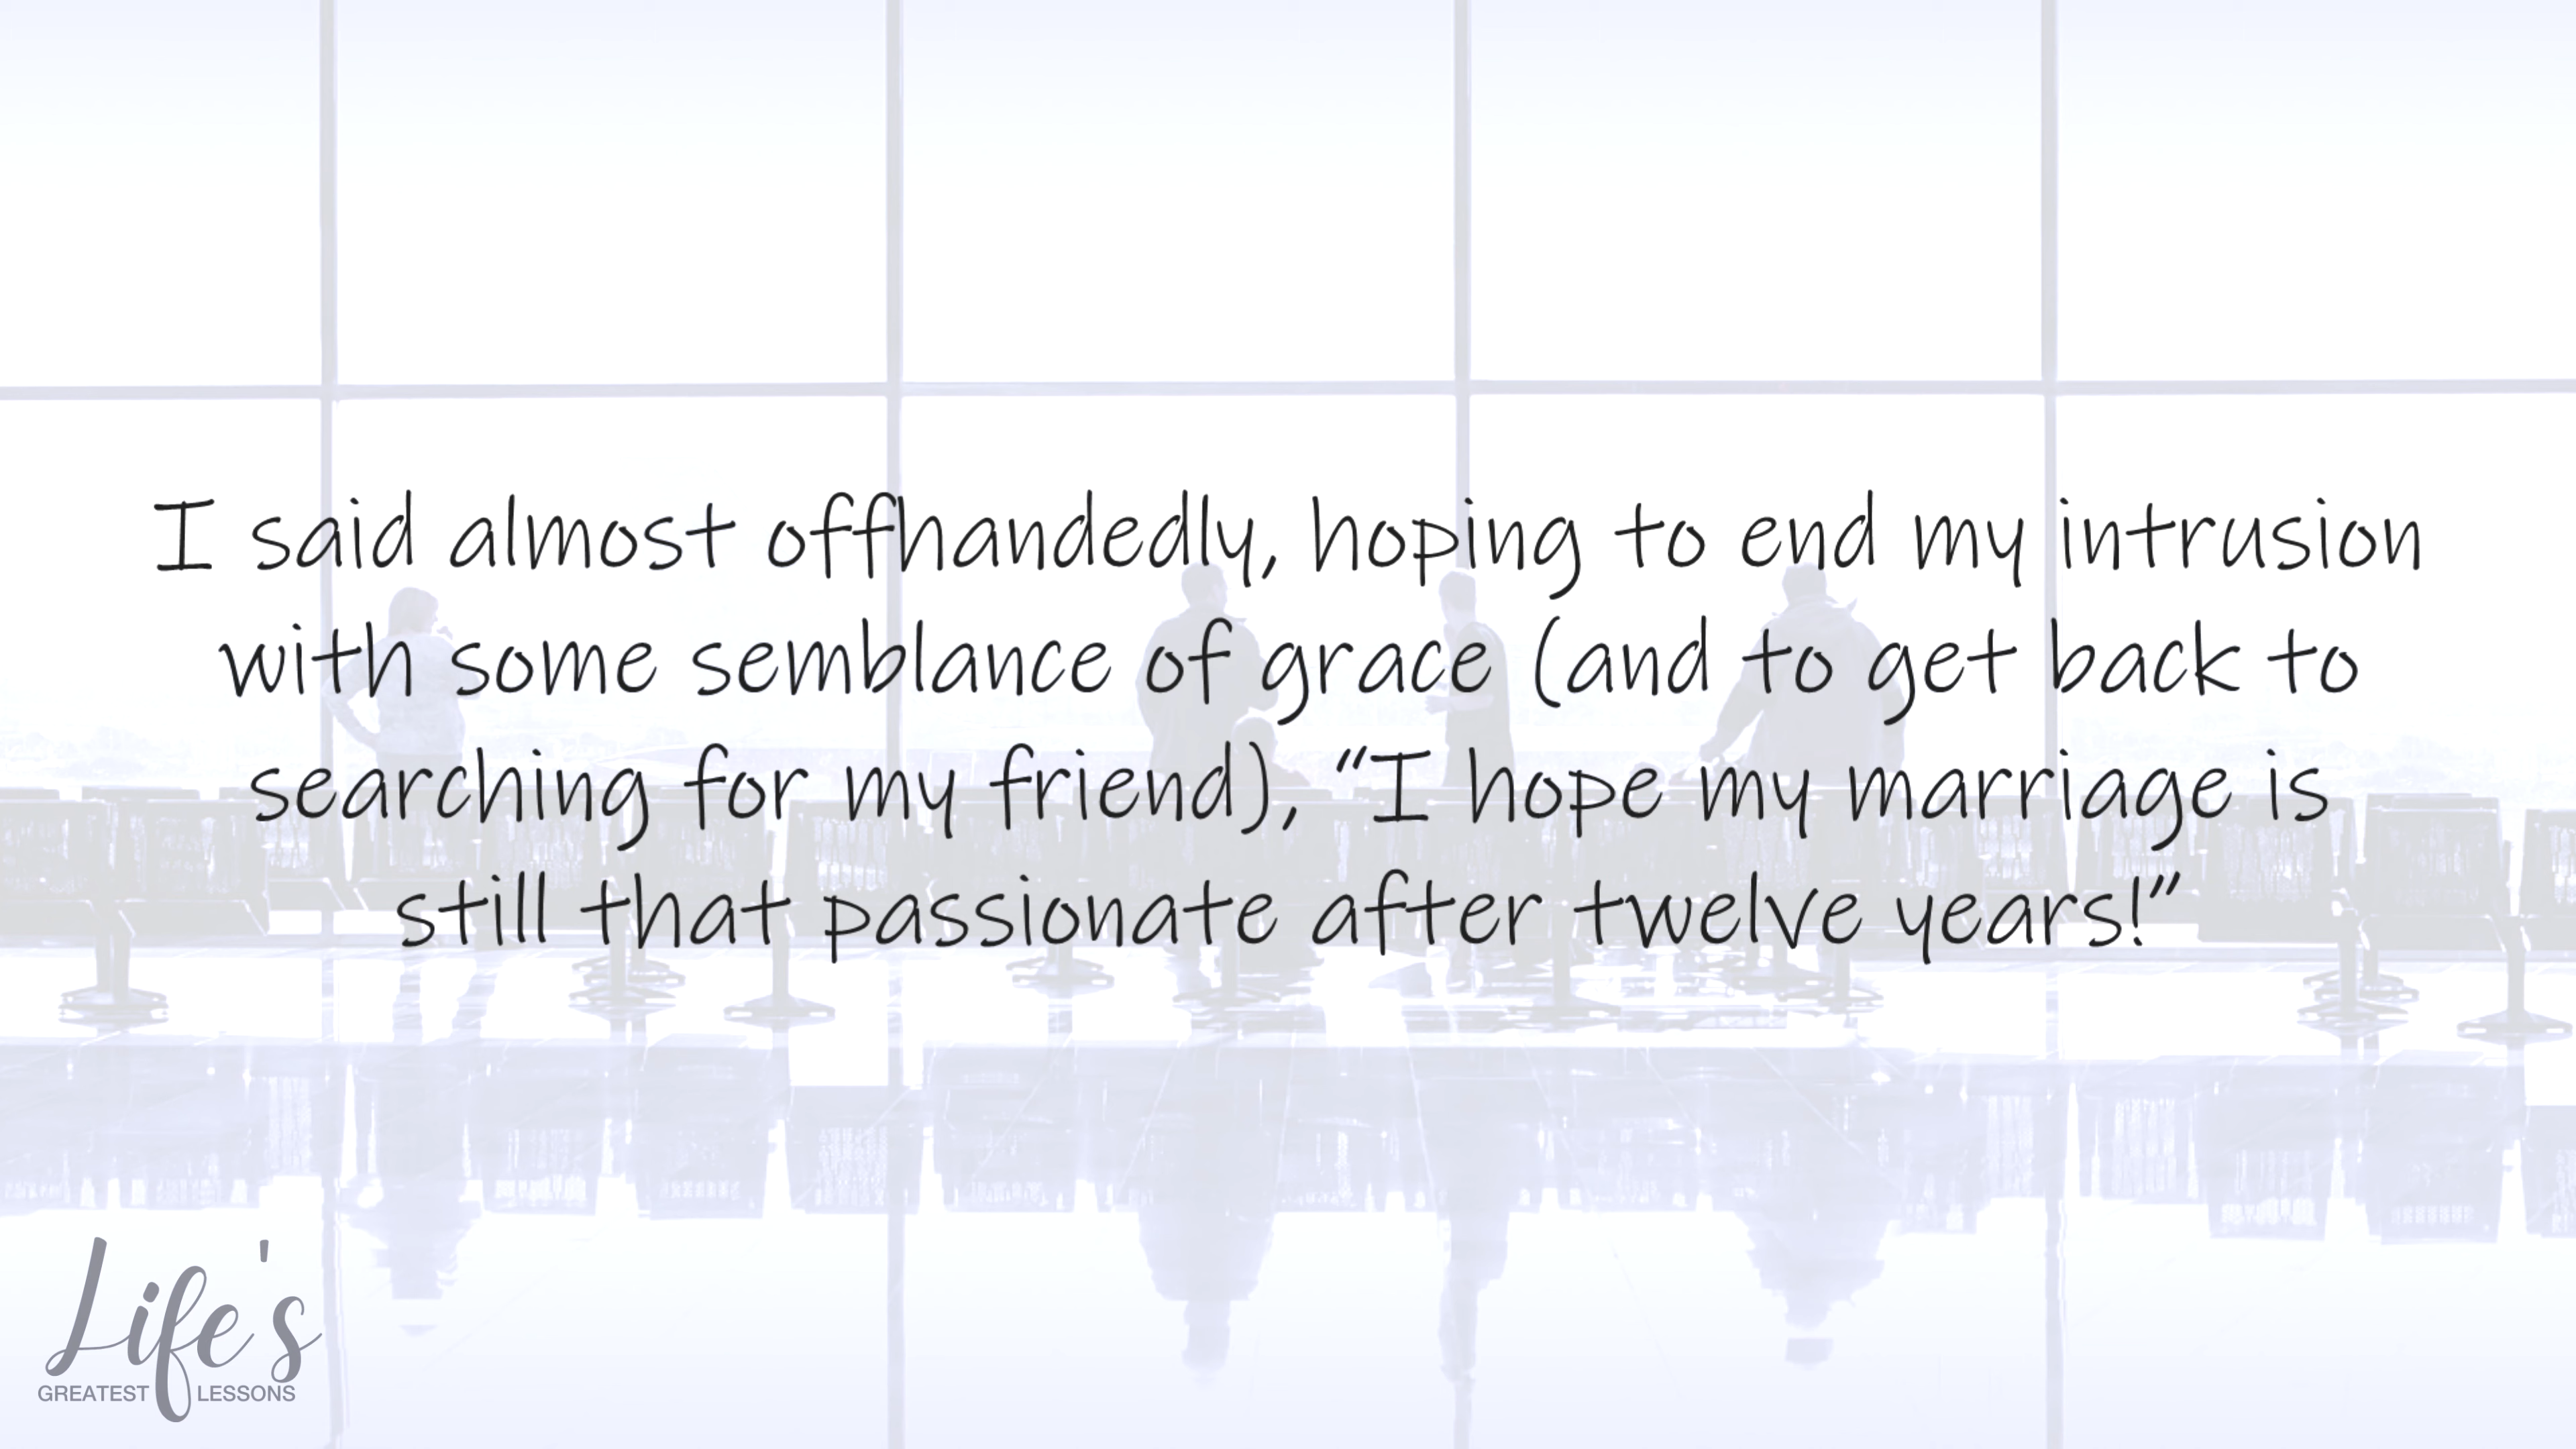 I said almost offhandedly, hoping to end my intrusion
with some semblance of grace (and to get back to
searching for my friend), “I hope my marriage is
still that passionate after twelve years!”
Life's
GREATEST LESSONS